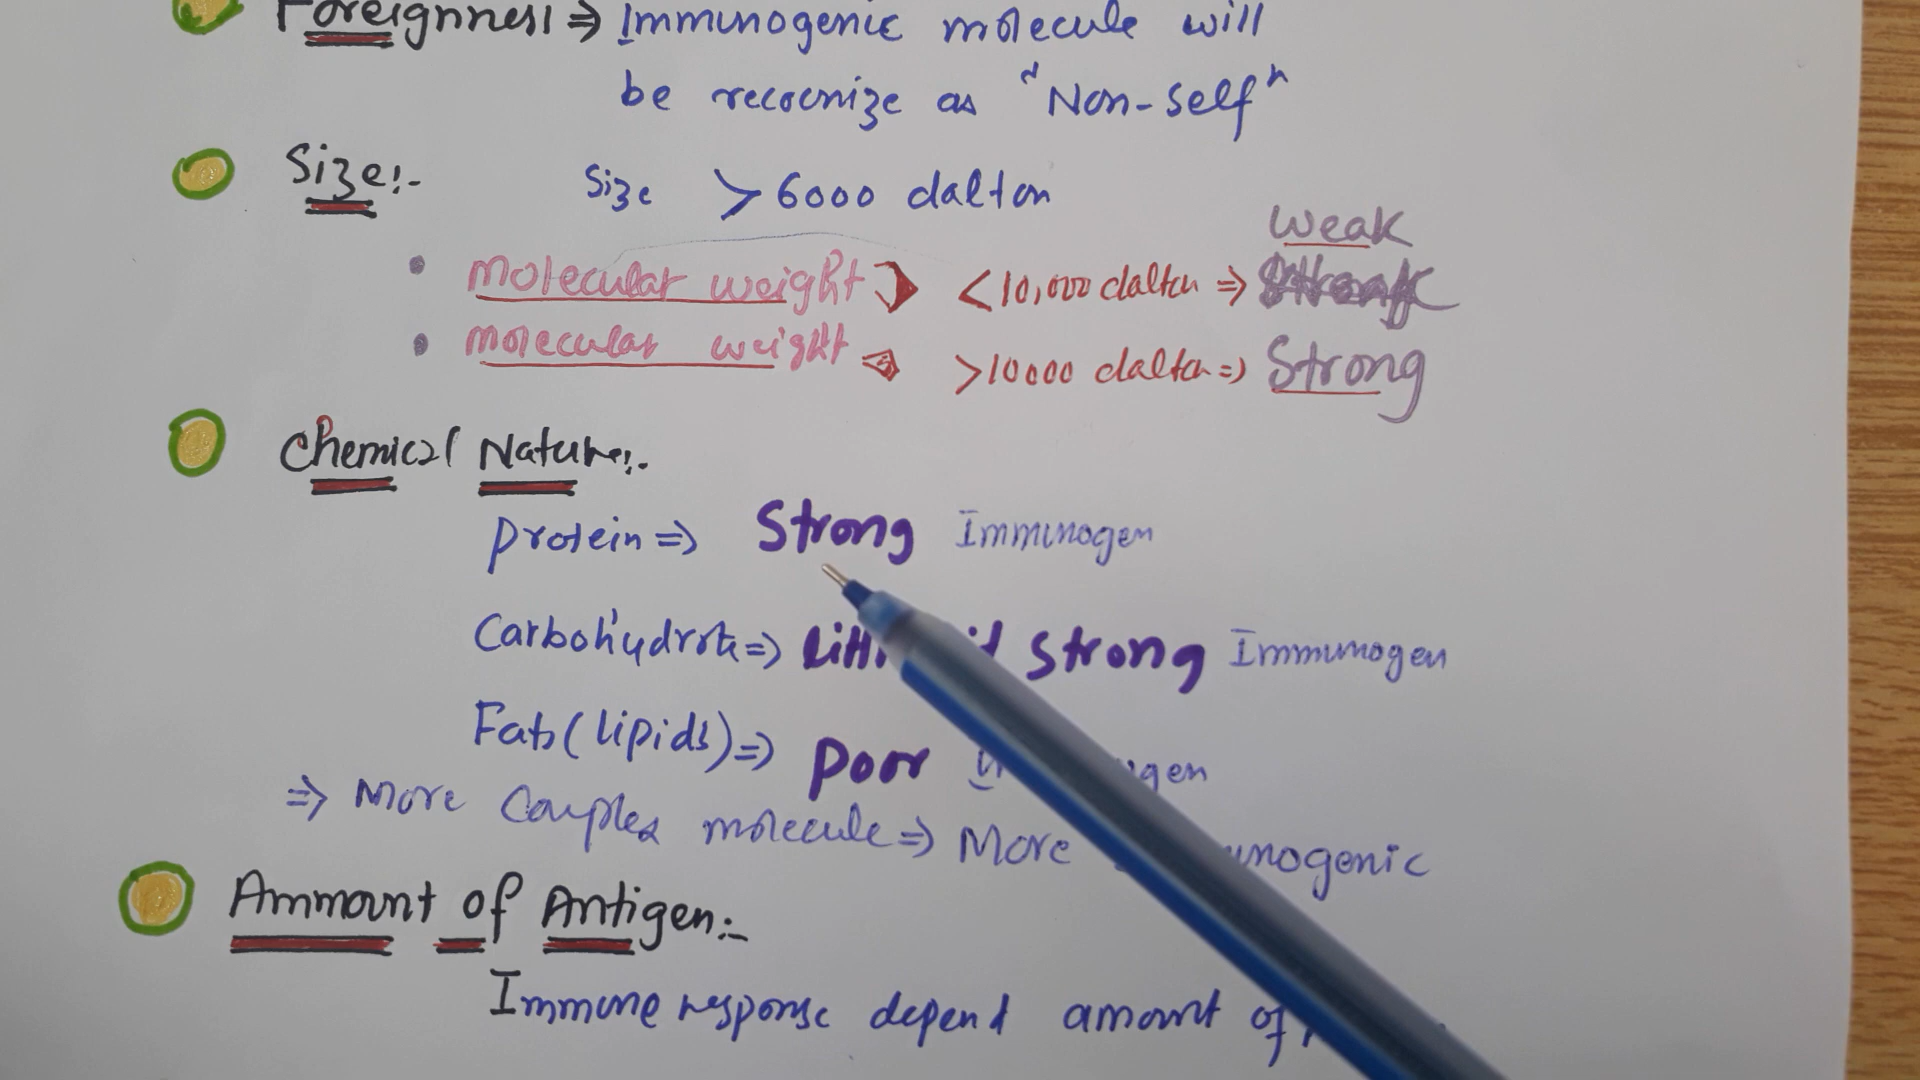 Foreignness ⇒ Immunogenic molecule will
be recocnize as "Non-self"
Size:- Size > 6000 dalton
Weak
• molecular weight < 10,000 dalton ⇒
• molecular weight > 10000 dalton ⇒ Strong
Chemical Nature:-
protein ⇒ Strong Immunogen
Carbohydrate ⇒ Strong Immunogen
Fats (lipids) ⇒ Poor
⇒ More Complex molecule ⇒ More
Ammount of Antigen:-
Immune response depend amount of